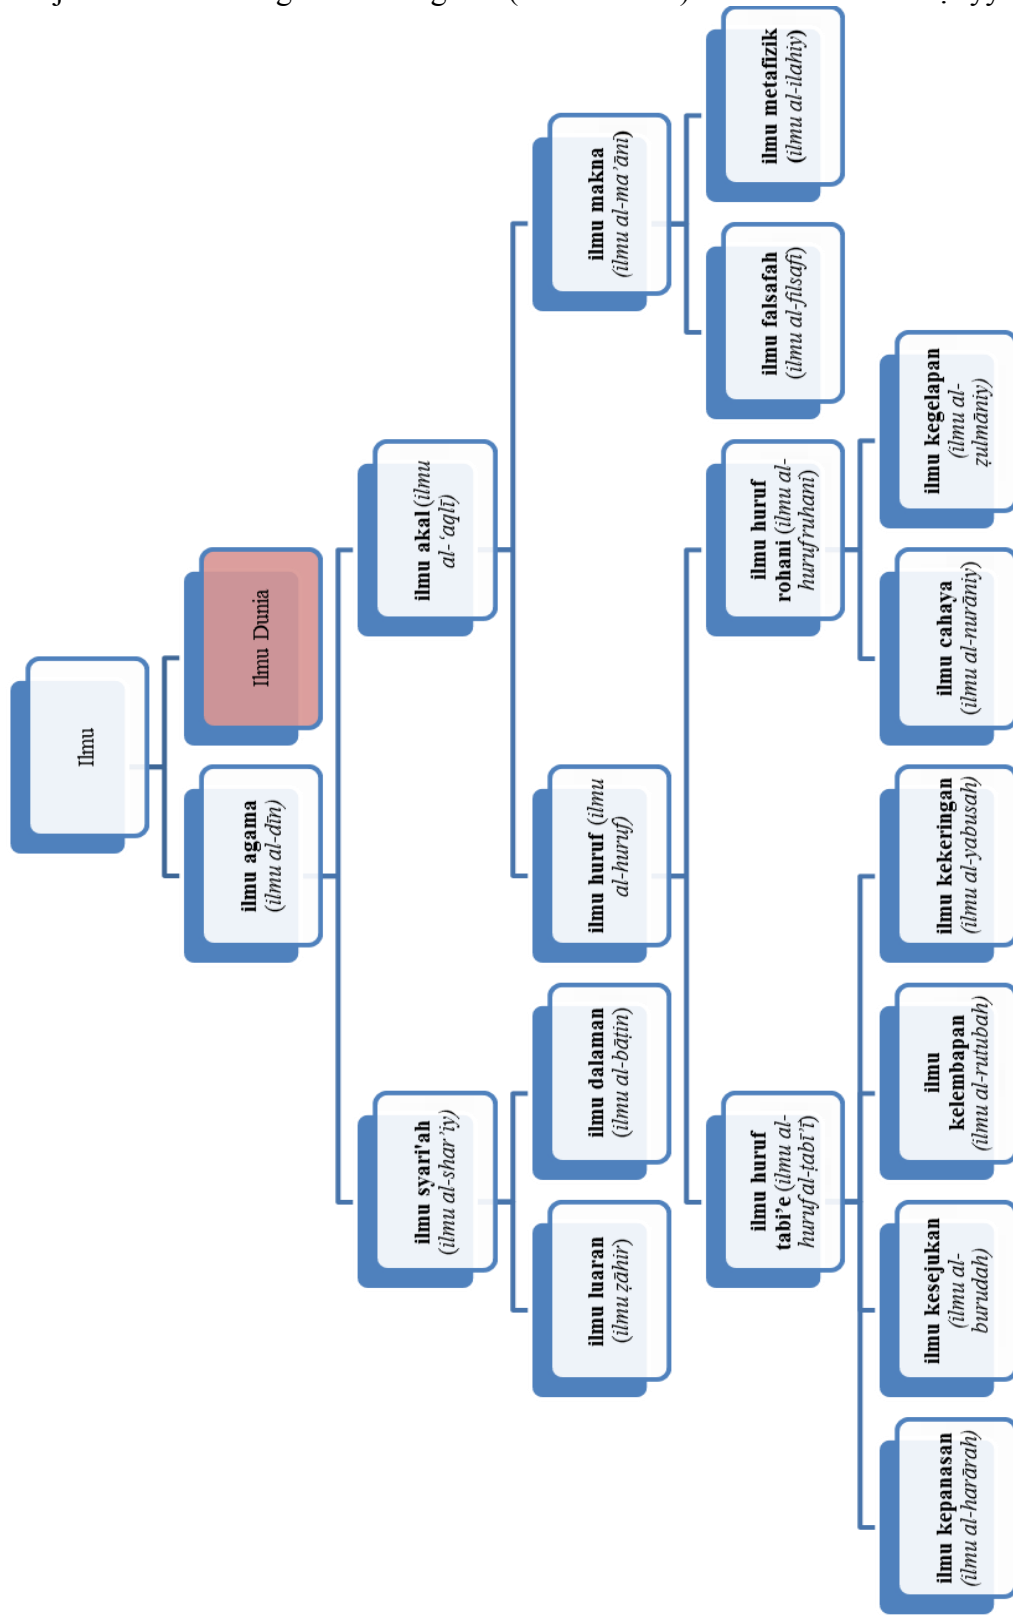 Ilmu
ilmu agama
(ilmu al-dīn)
Ilmu Dunia
ilmu syari'ah
(ilmu al-shar'iy)
ilmu akal (ilmu
al-‘aqlī)
ilmu luaran
(ilmu ẓāhir)
ilmu dalaman
(ilmu al-bāṭin)
ilmu huruf (ilmu
al-huruf)
ilmu makna
(ilmu al-ma’āni)
ilmu huruf
tabi’e (ilmu al-
huruf al-ṭabī’ī)
ilmu huruf
rohani (ilmu al-
huruf ruhani)
ilmu falsafah
(ilmu al-filsafi)
ilmu metafizik
(ilmu al-ilahiy)
ilmu kepanasan
(ilmu al-harārah)
ilmu kesejukan
(ilmu al-
burudah)
ilmu
kelembapan
(ilmu al-rutubah)
ilmu kekeringan
(ilmu al-yabusah)
ilmu cahaya
(ilmu al-nurāniy)
ilmu kegelapan
(ilmu al-
ẓulmāniy)